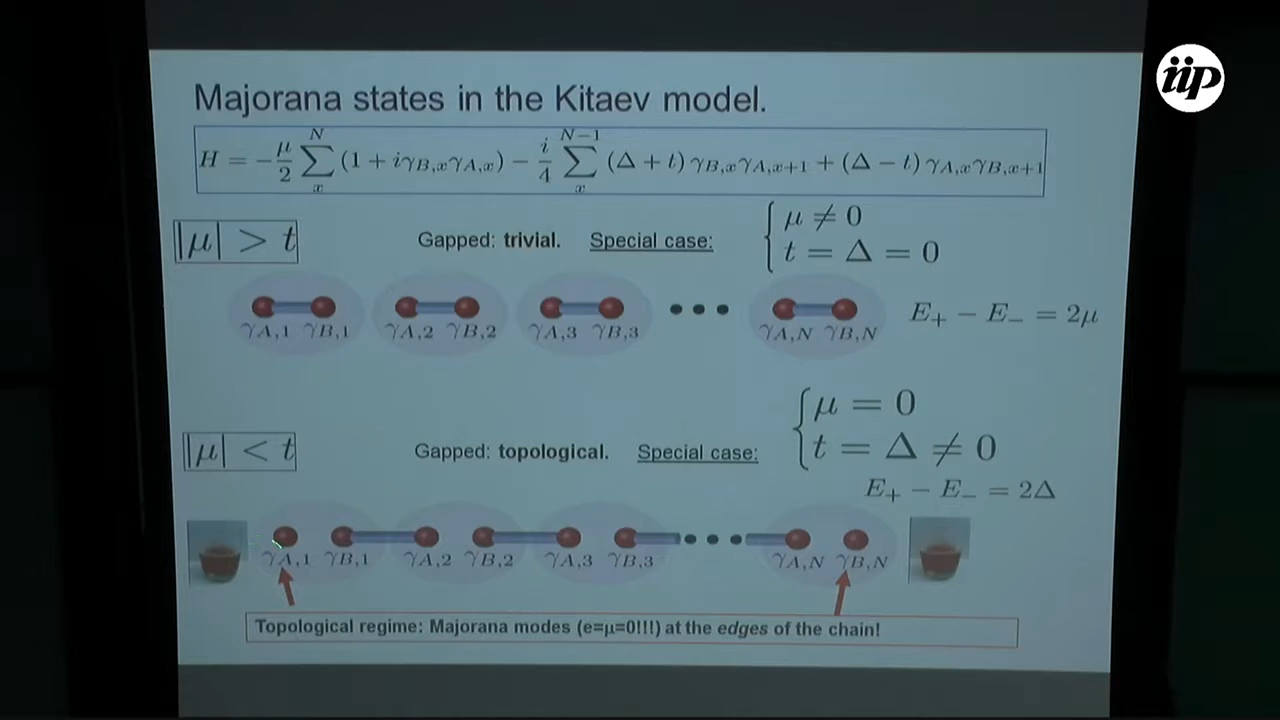 iip
Majorana states in the Kitaev model.
H = −μ/2 ∑_x^N (1 + iγ_{B,x}γ_{A,x}) − i/4 ∑_x^{N−1} (Δ + t) γ_{B,x}γ_{A,x+1} + (Δ − t) γ_{A,x}γ_{B,x+1}
|μ| > t
Gapped: trivial. Special case:
μ ≠ 0
t = Δ = 0
γ_{A,1} γ_{B,1} γ_{A,2} γ_{B,2} γ_{A,3} γ_{B,3} ••• γ_{A,N} γ_{B,N}
E₊ − E₋ = 2μ
|μ| < t
Gapped: topological. Special case:
μ = 0
t = Δ ≠ 0
E₊ − E₋ = 2Δ
γ_{A,1} γ_{B,1} γ_{A,2} γ_{B,2} γ_{A,3} γ_{B,3} ••• γ_{A,N} γ_{B,N}
Topological regime: Majorana modes (e=μ=0!!!) at the edges of the chain!